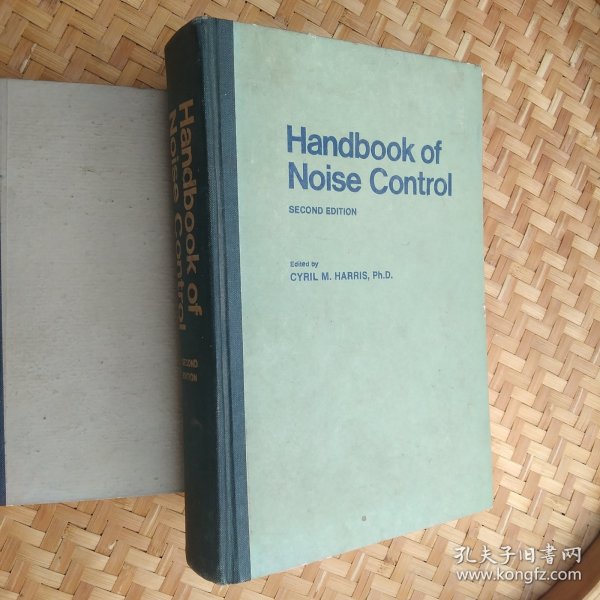 Handbook of
Noise Control
SECOND EDITION
Edited by
CYRIL M. HARRIS, Ph.D.
Handbook of
Noise Control
SECOND
EDITION
孔夫子旧书网
www.kongfz.com